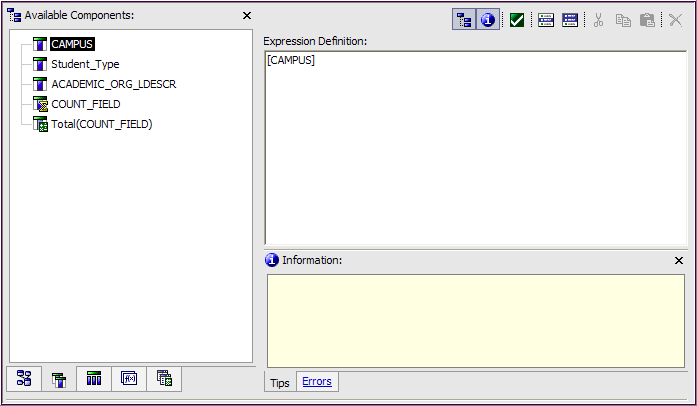 Available Components:
CAMPUS
Student_Type
ACADEMIC_ORG_LDESCR
COUNT_FIELD
Total(COUNT_FIELD)
Expression Definition:
[CAMPUS]
Information:
Tips
Errors
f(x)